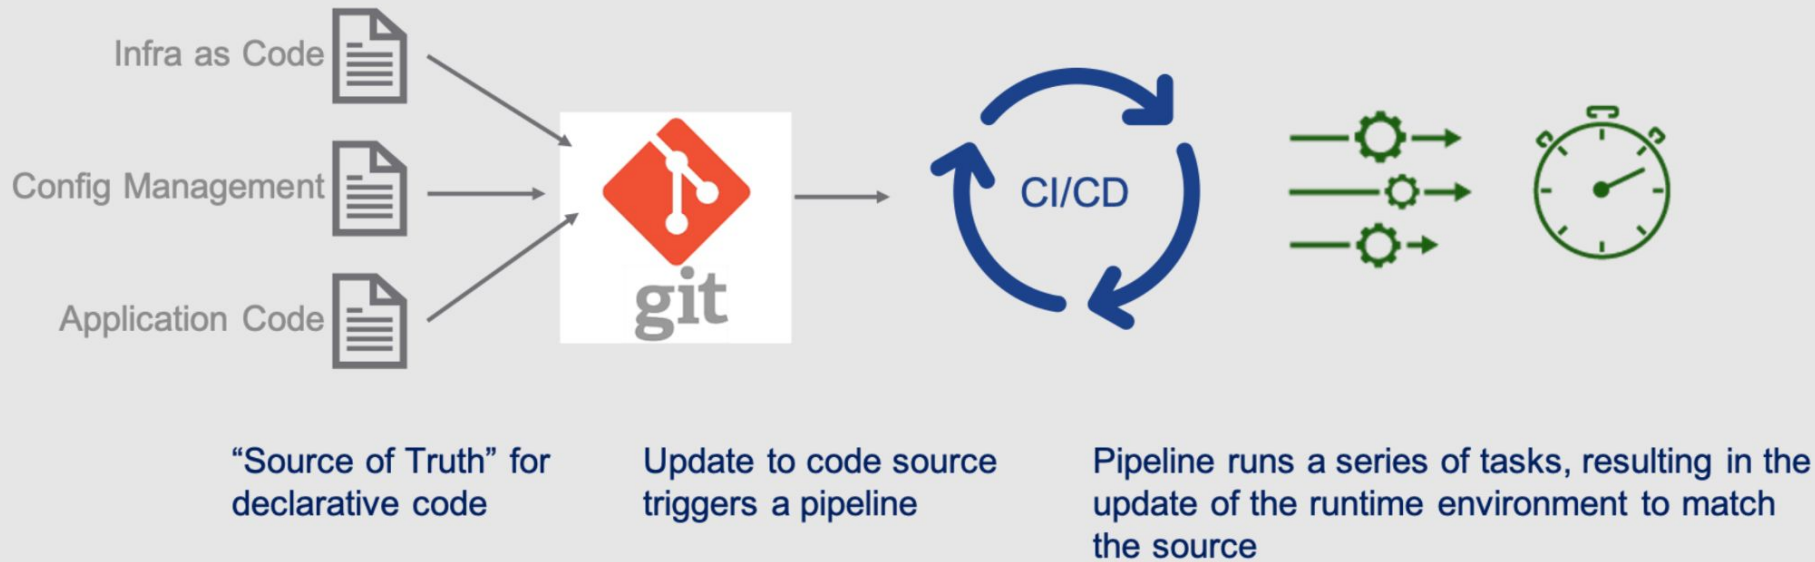 Infra as Code
Config Management
Application Code
git
CI/CD
“Source of Truth” for
declarative code
Update to code source
triggers a pipeline
Pipeline runs a series of tasks, resulting in the
update of the runtime environment to match
the source